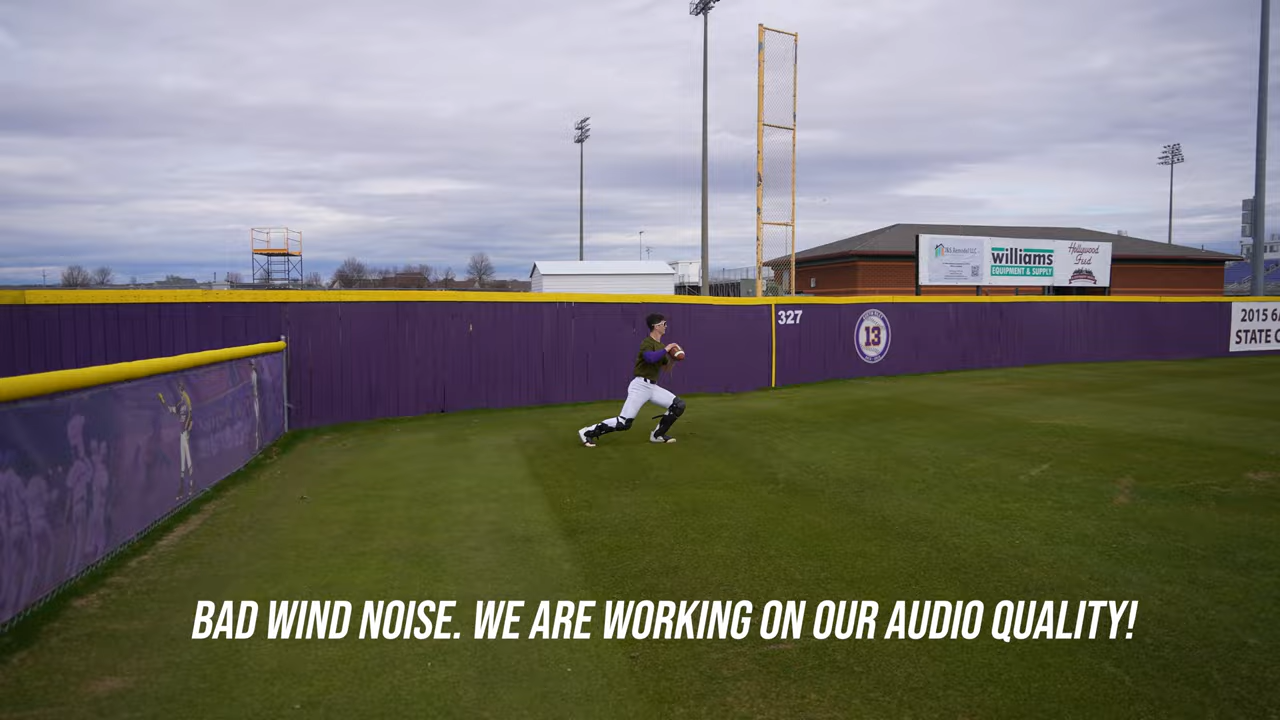 williams
EQUIPMENT & SUPPLY
Hollywood
Feed
327
13
2015 6
STATE C
BAD WIND NOISE. WE ARE WORKING ON OUR AUDIO QUALITY!